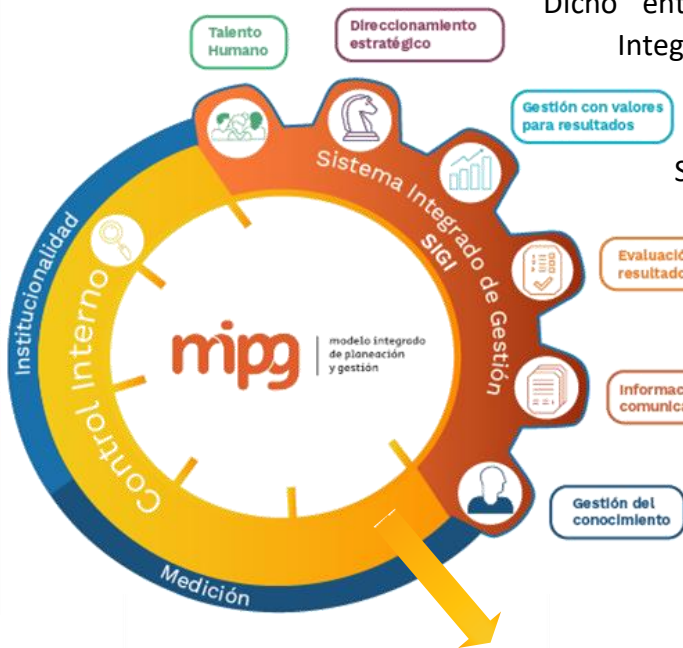 Dicho
Talento
Humano
Direccionamiento
estratégico
Gestión con valores
para resultados
Sistema Integrado de Gestión
SIGI
Institucionalidad
Control Interno
mipg
modelo integrado
de planeación
y gestión
Gestión del
conocimiento
Medición